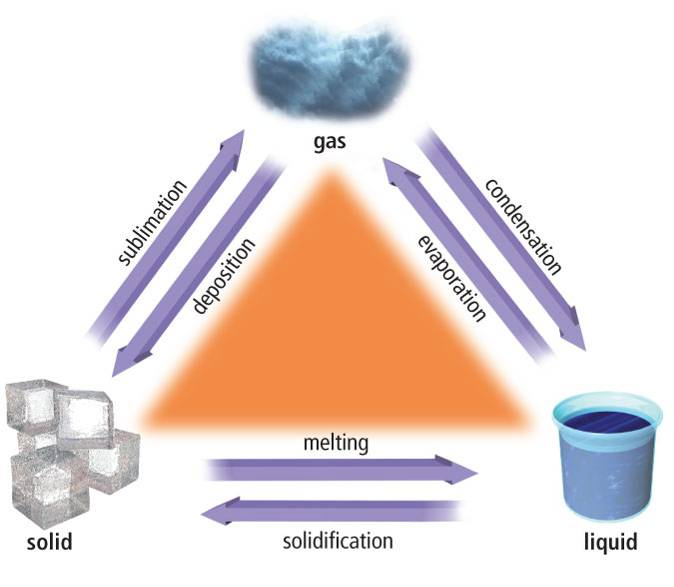 gas
sublimation
deposition
condensation
evaporation
melting
solidification
solid
liquid